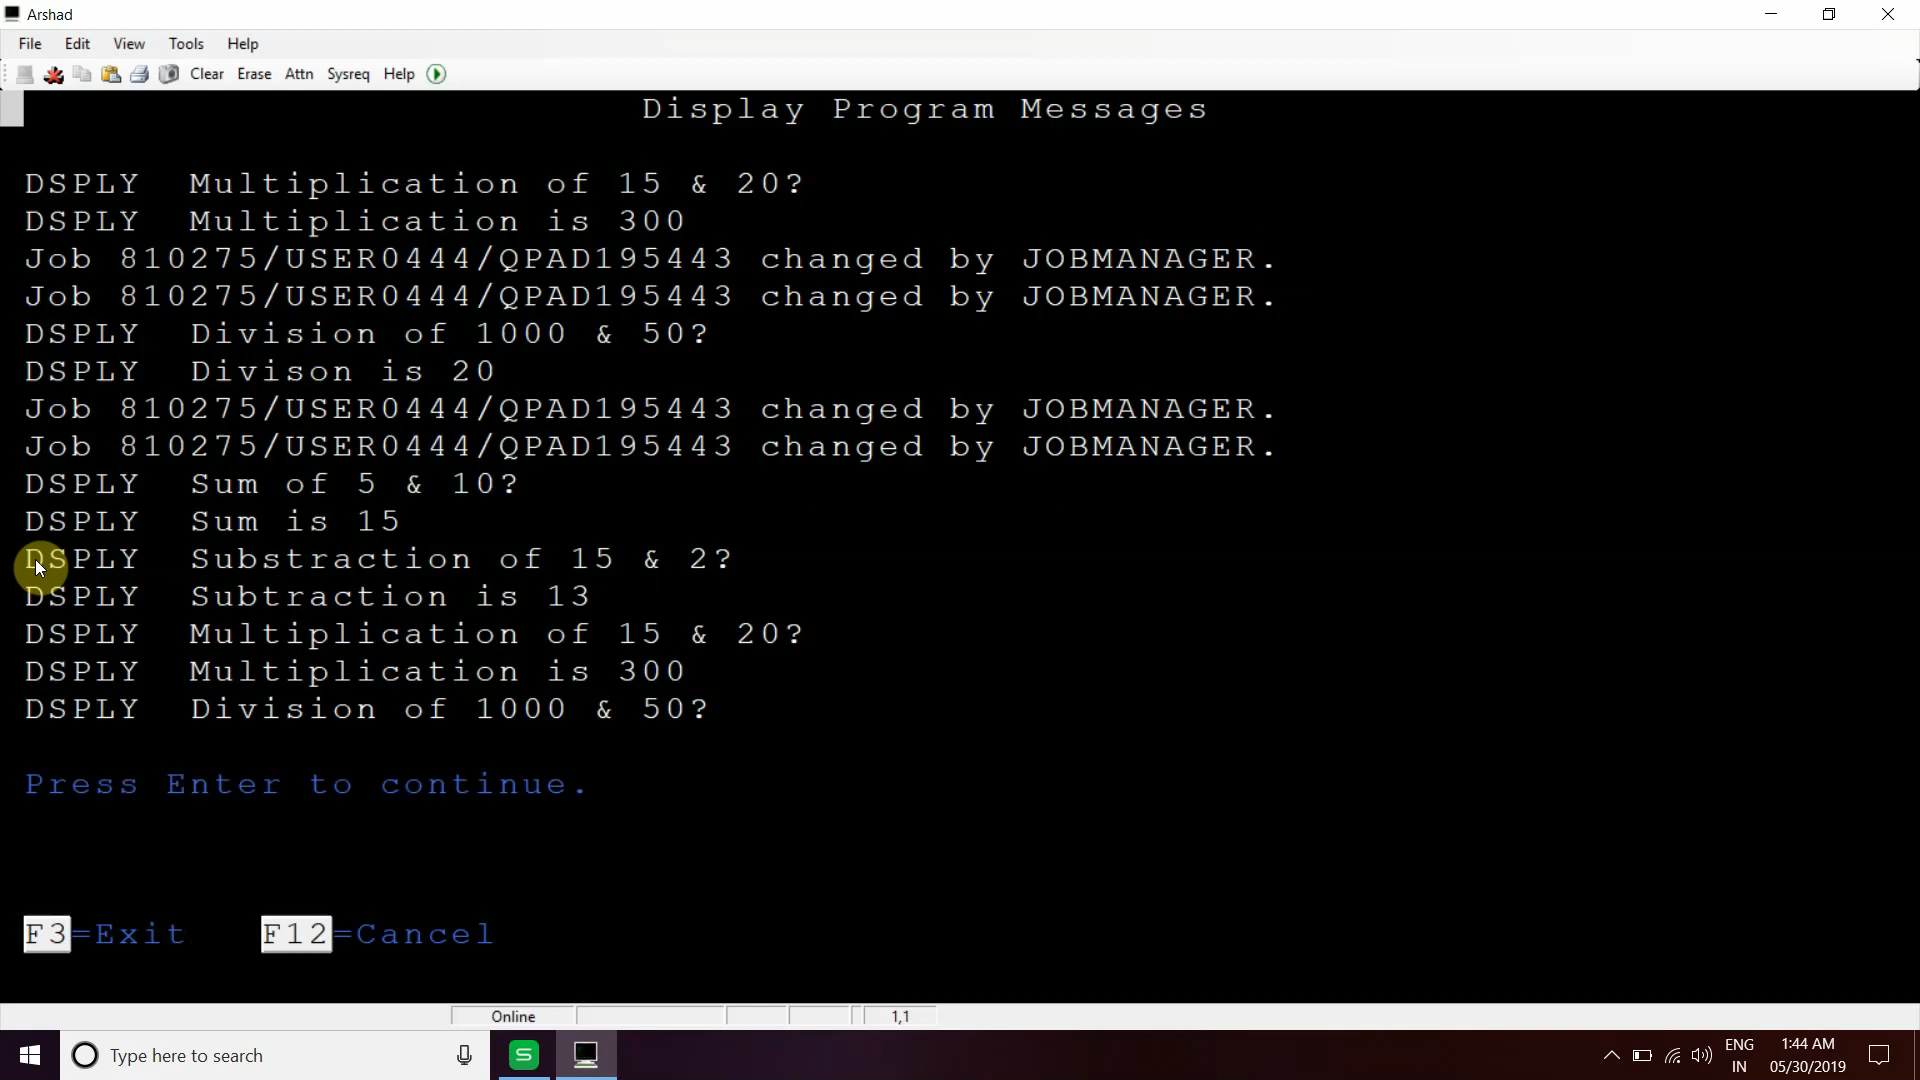 Arshad
File Edit View Tools Help
Clear Erase Attn Sysreq Help
Display Program Messages
DSPLY Multiplication of 15 & 20?
DSPLY Multiplication is 300
Job 810275/USER0444/QPAD195443 changed by JOBMANAGER.
Job 810275/USER0444/QPAD195443 changed by JOBMANAGER.
DSPLY Division of 1000 & 50?
DSPLY Divison is 20
Job 810275/USER0444/QPAD195443 changed by JOBMANAGER.
Job 810275/USER0444/QPAD195443 changed by JOBMANAGER.
DSPLY Sum of 5 & 10?
DSPLY Sum is 15
DSPLY Substraction of 15 & 2?
DSPLY Subtraction is 13
DSPLY Multiplication of 15 & 20?
DSPLY Multiplication is 300
DSPLY Division of 1000 & 50?
Press Enter to continue.
F3=Exit F12=Cancel
Online 1,1
Type here to search
S
ENG 1:44 AM
IN 05/30/2019